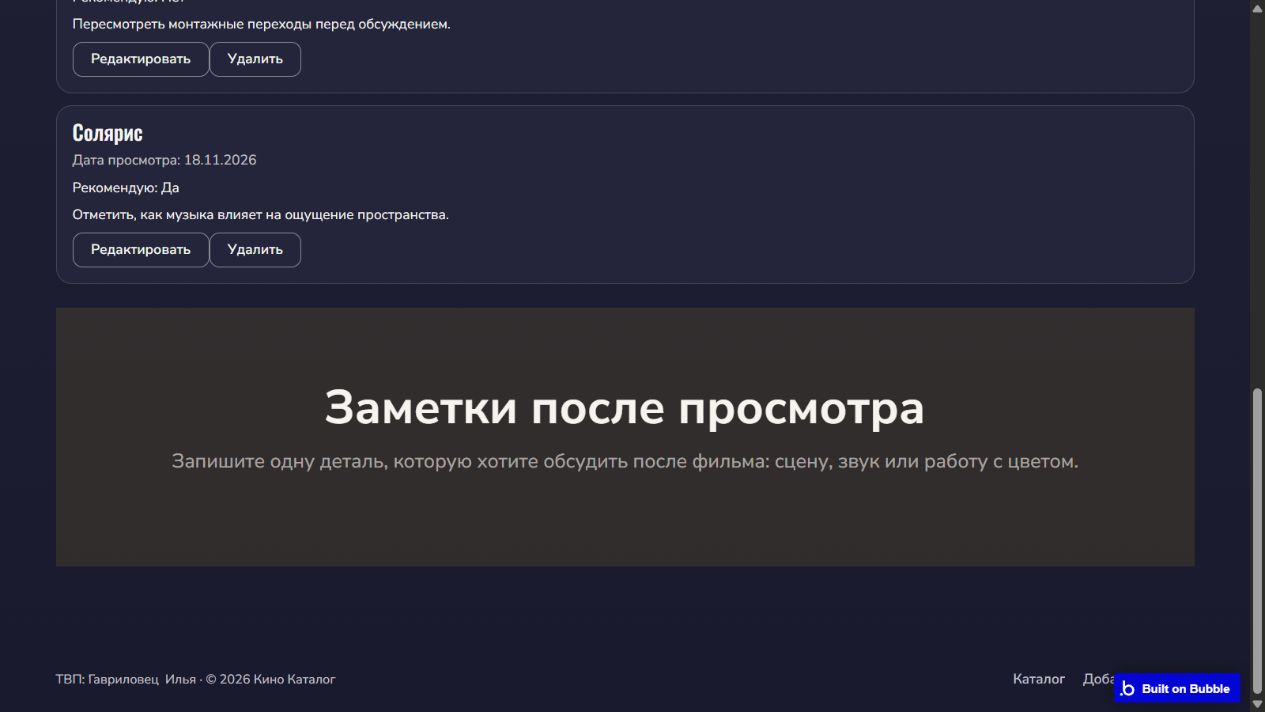 Пересмотреть монтажные переходы перед обсуждением.
Редактировать Удалить
Солярис
Дата просмотра: 18.11.2026
Рекомендую: Да
Отметить, как музыка влияет на ощущение пространства.
Редактировать Удалить
Заметки после просмотра
Запишите одну деталь, которую хотите обсудить после фильма: сцену, звук или работу с цветом.
ТВП: Гавриловец Илья · © 2026 Кино Каталог
Каталог
Built on Bubble